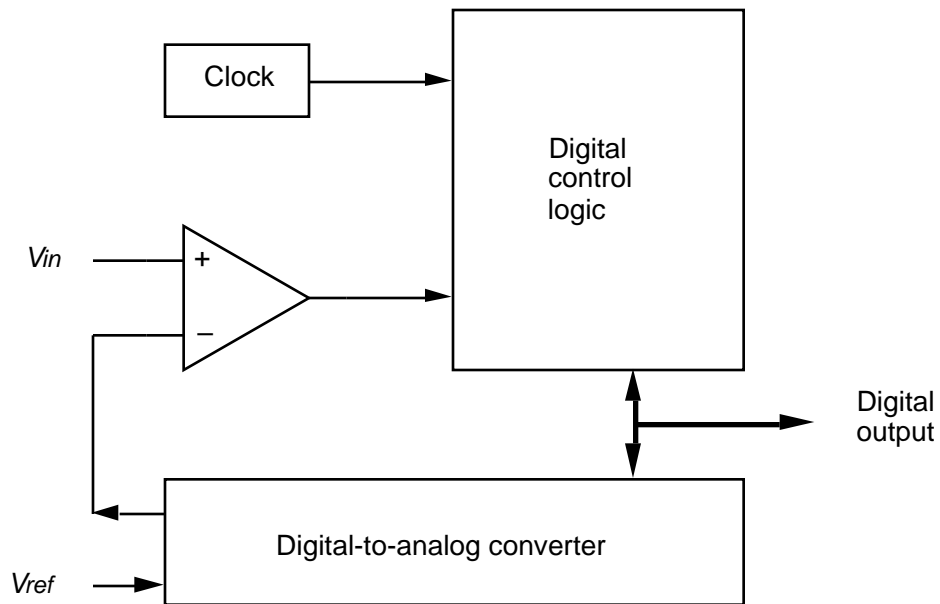 Clock
Digital
control
logic
Vin
+
−
Digital
output
Digital-to-analog converter
Vref